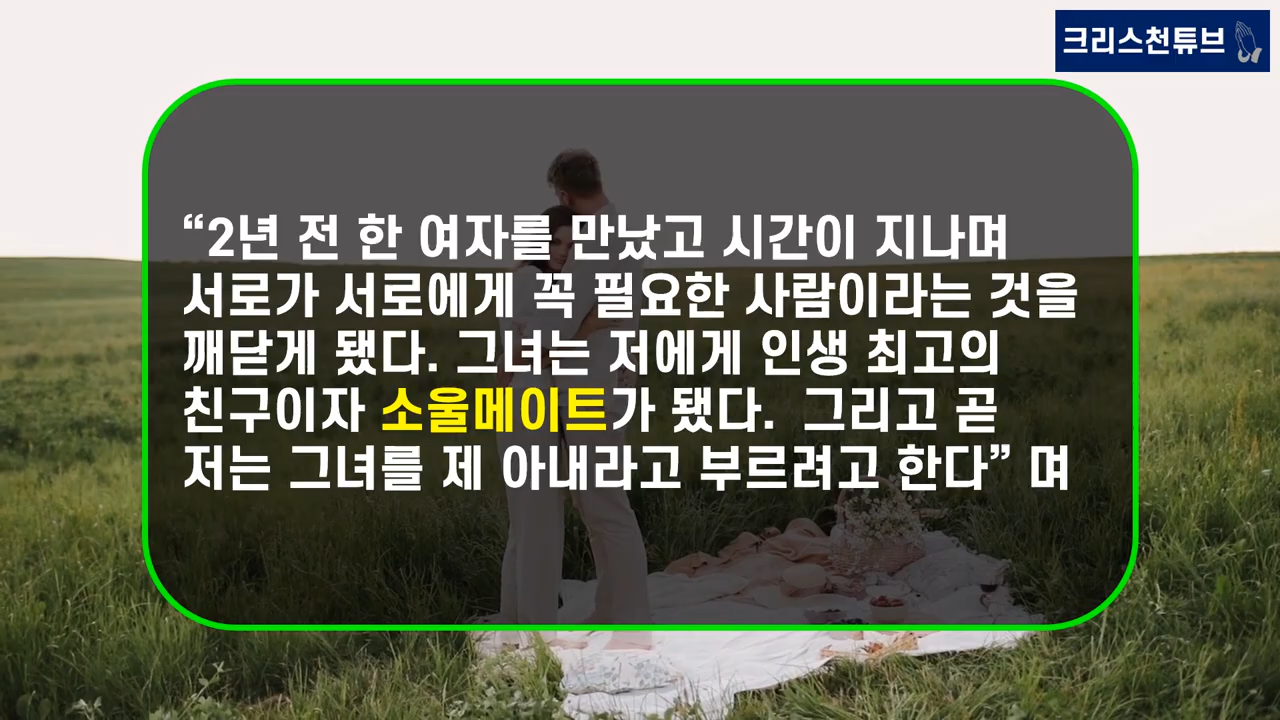 크리스천튜브
“2년 전 한 여자를 만났고 시간이 지나며
서로가 서로에게 꼭 필요한 사람이라는 것을
깨닫게 됐다. 그녀는 저에게 인생 최고의
친구이자 소울메이트가 됐다.  그리고 곧
저는 그녀를 제 아내라고 부르려고 한다” 며